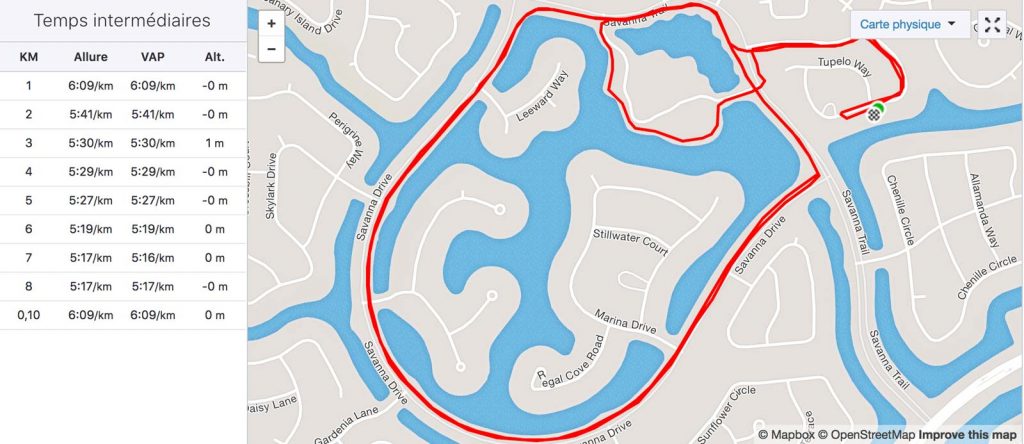 Temps intermédiaires
KM Allure VAP Alt.
1 6:09/km 6:09/km -0 m
2 5:41/km 5:41/km -0 m
3 5:30/km 5:30/km 1 m
4 5:29/km 5:29/km -0 m
5 5:27/km 5:27/km -0 m
6 5:19/km 5:19/km 0 m
7 5:17/km 5:16/km 0 m
8 5:17/km 5:17/km -0 m
0,10 6:09/km 6:09/km 0 m
+
−
Island Drive
Savanna Trail
Carte physique
Tupelo Way
Leeward Way
Perigrine Way
Skylark Drive
Savanna Drive
Stillwater Court
Savanna Drive
Savanna Trail
Chenille Circle
Allamanda Way
Chenille Circle
Marina Drive
Regal Cove Road
Savanna Drive
Savanna Trail
Gardenia Lane
Sunflower Circle
Savanna Drive
© Mapbox © OpenStreetMap Improve this map